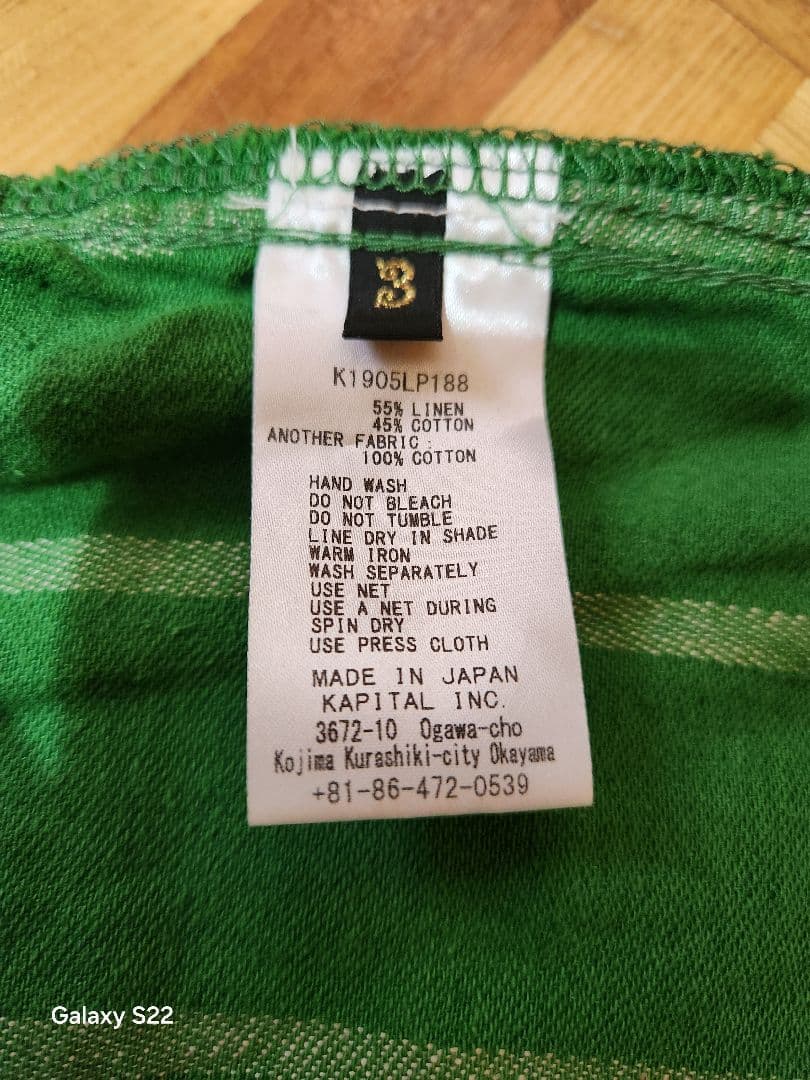 3
K1905LP188
55% LINEN
45% COTTON
ANOTHER FABRIC :
100% COTTON
HAND WASH
DO NOT BLEACH
DO NOT TUMBLE
LINE DRY IN SHADE
WARM IRON
WASH SEPARATELY
USE NET
USE A NET DURING
SPIN DRY
USE PRESS CLOTH
MADE IN JAPAN
KAPITAL INC.
3672-10 Ogawa-cho
Kojima Kurashiki-city Okayama
+81-86-472-0539
Galaxy S22